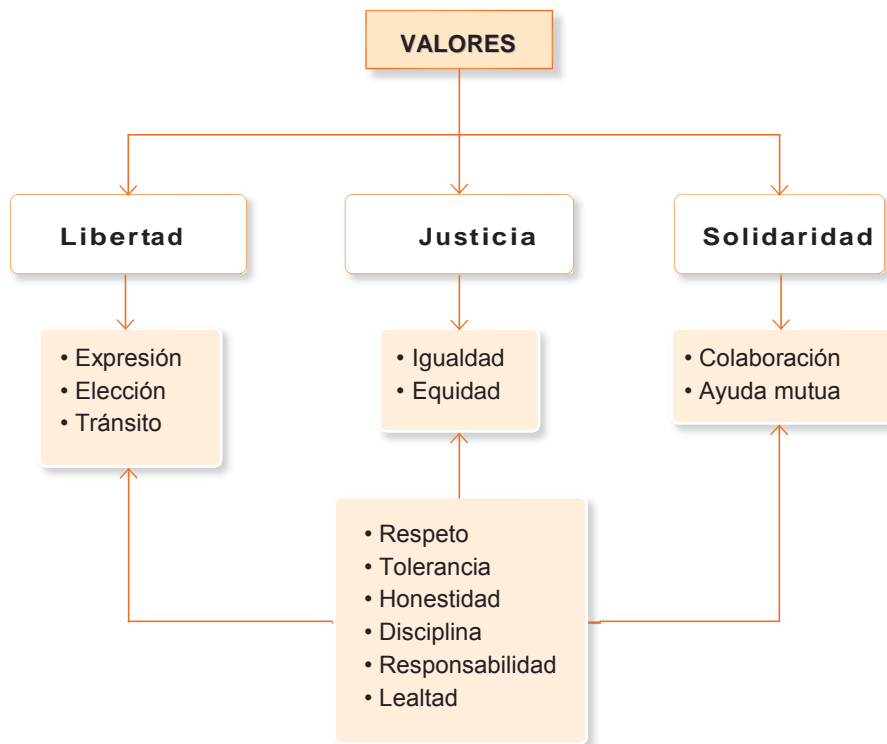 VALORES
Libertad
Justicia
Solidaridad
• Expresión
• Elección
• Tránsito
• Igualdad
• Equidad
• Colaboración
• Ayuda mutua
• Respeto
• Tolerancia
• Honestidad
• Disciplina
• Responsabilidad
• Lealtad